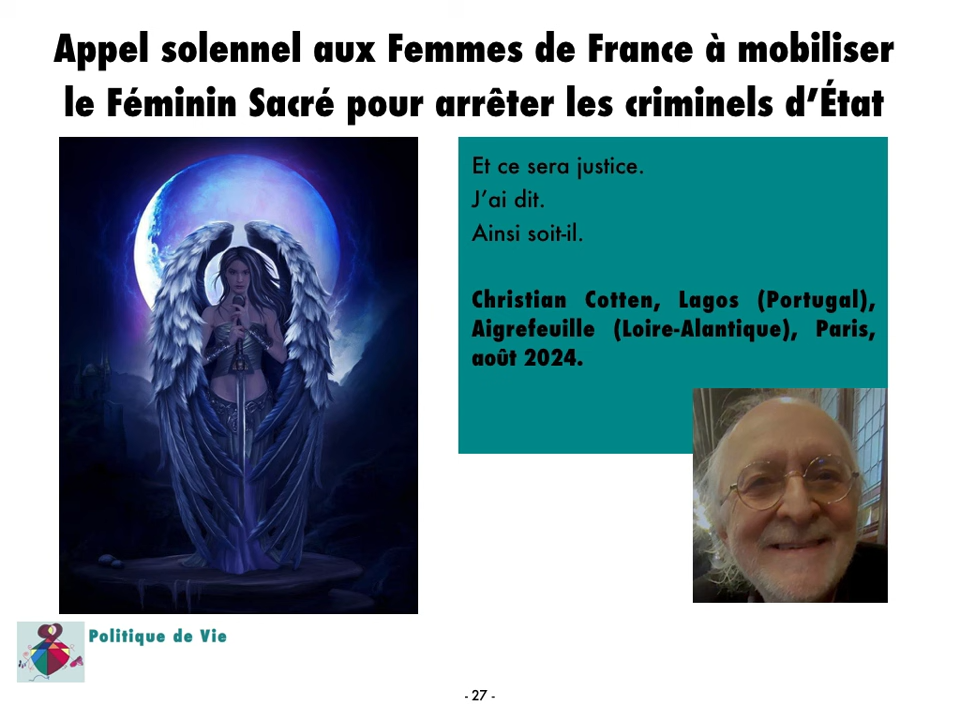 Appel solennel aux Femmes de France à mobiliser
le Féminin Sacré pour arrêter les criminels d’État
Et ce sera justice.
J’ai dit.
Ainsi soit-il.
Christian Cotten, Lagos (Portugal),
Aigrefeuille (Loire-Alantique), Paris,
août 2024.
Politique de Vie
- 27 -